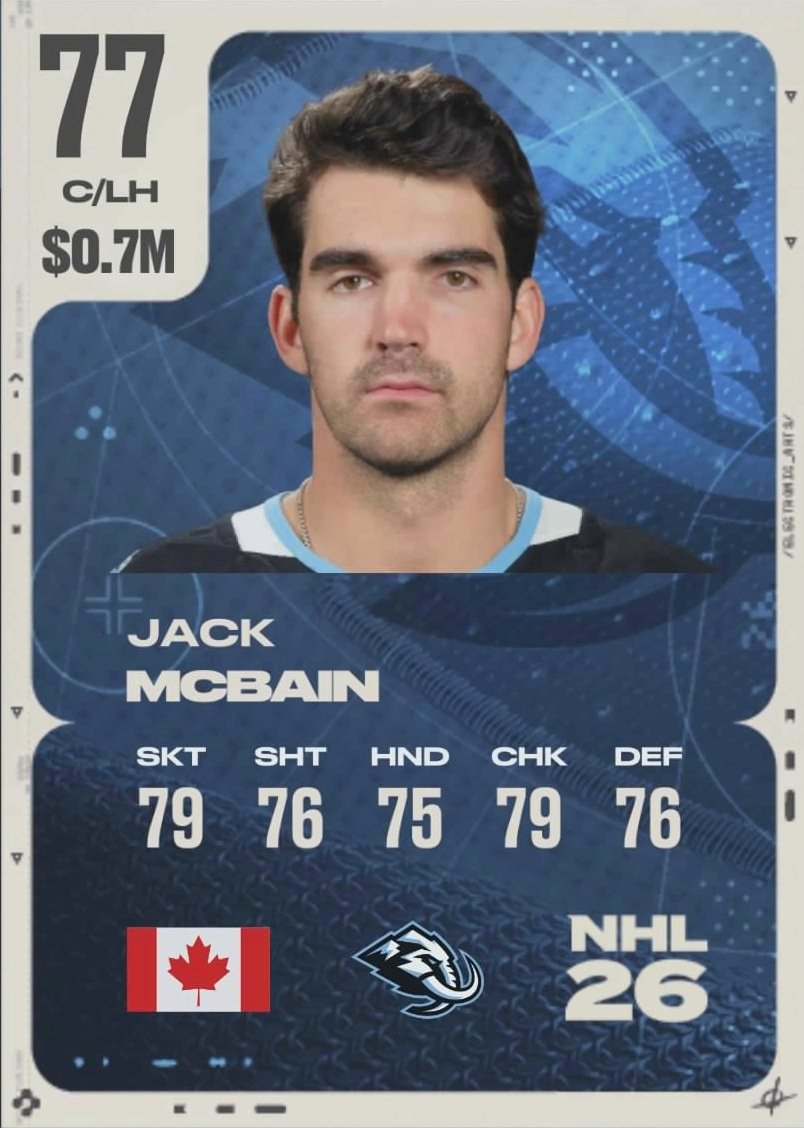 77
C/LH
$0.7M
JACK
MCBAIN
SKT SHT HND CHK DEF
79 76 75 79 76
NHL
26